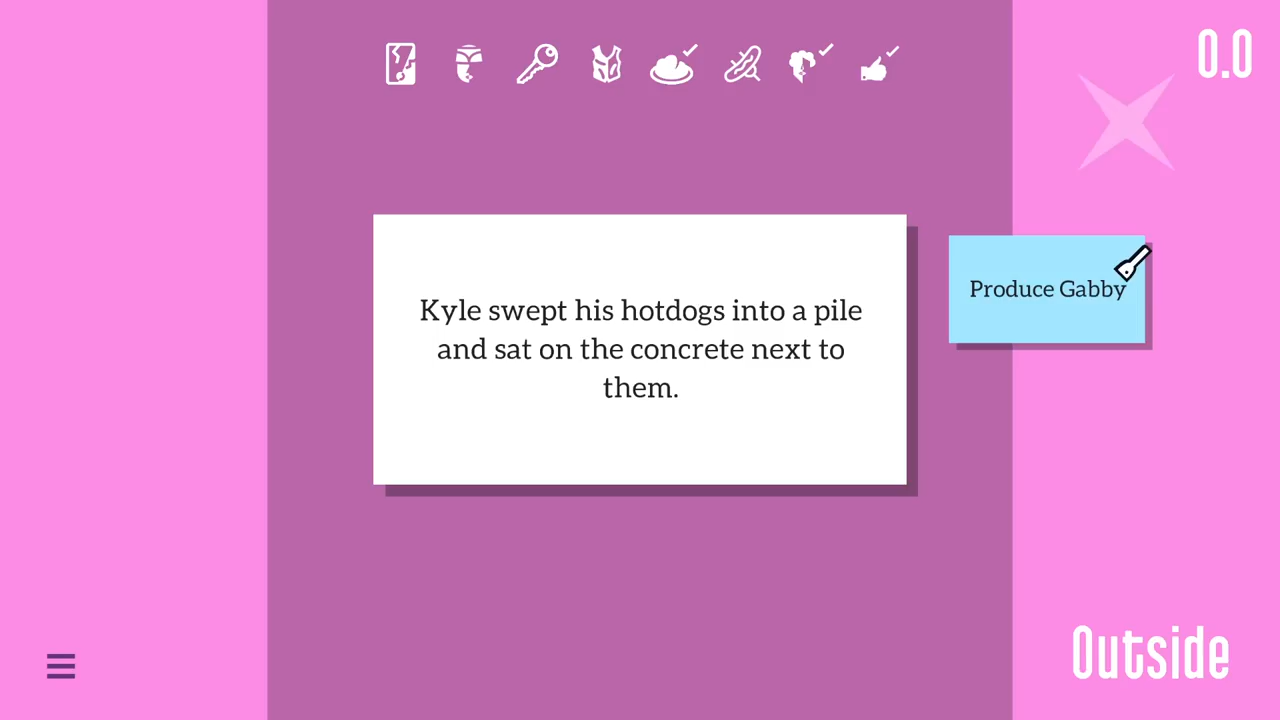 0.0
Kyle swept his hotdogs into a pile
and sat on the concrete next to
them.
Produce Gabby
Outside